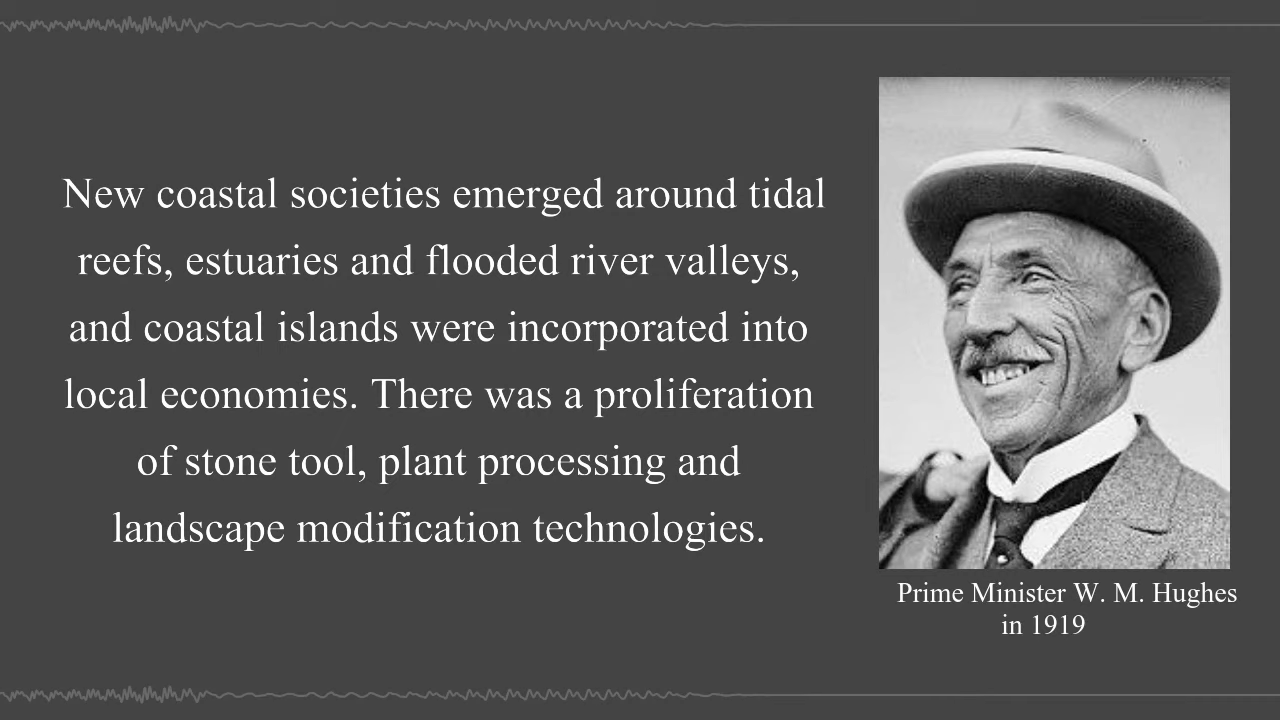 New coastal societies emerged around tidal
reefs, estuaries and flooded river valleys,
and coastal islands were incorporated into
local economies. There was a proliferation
of stone tool, plant processing and
landscape modification technologies.
Prime Minister W. M. Hughes
in 1919